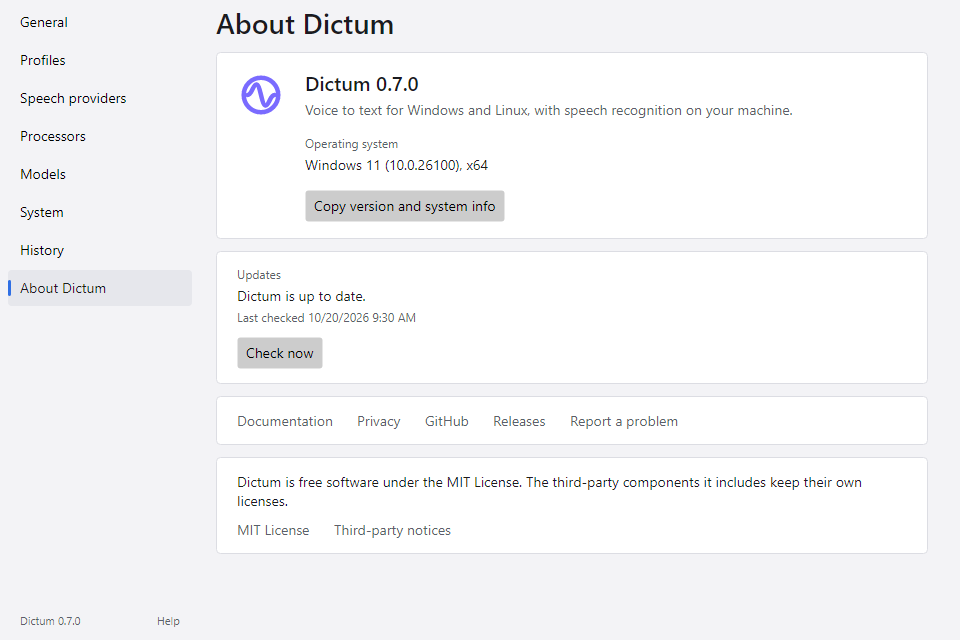 General
Profiles
Speech providers
Processors
Models
System
History
About Dictum
Dictum 0.7.0
Help
About Dictum
Dictum 0.7.0
Voice to text for Windows and Linux, with speech recognition on your machine.
Operating system
Windows 11 (10.0.26100), x64
Copy version and system info
Updates
Dictum is up to date.
Last checked 10/20/2026 9:30 AM
Check now
Documentation Privacy GitHub Releases Report a problem
Dictum is free software under the MIT License. The third-party components it includes keep their own
licenses.
MIT License Third-party notices